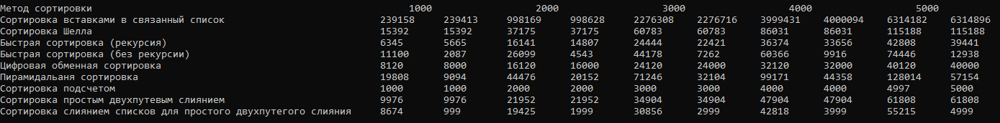 Метод сортировки 1000 2000 3000 4000 5000
Сортировка вставками в связанный список 239158 239413 998169 998628 2276308 2276716 3999431 4000094 6314182 6314896
Сортировка Шелла 15392 15392 37175 37175 60783 60783 86031 86031 115188 115188
Быстрая сортировка (рекурсия) 6345 5665 16141 14807 24444 22421 36374 33656 42808 39441
Быстрая сортировка (без рекурсии) 11100 2087 26099 4543 44178 7262 60366 9916 74446 12938
Цифровая обменная сортировка 8120 8000 16120 16000 24120 24000 32120 32000 40120 40000
Пирамидальаня сортировка 19808 9094 44476 20152 71246 32104 99171 44358 128014 57154
Сортировка подсчетом 1000 1000 2000 2000 3000 3000 4000 4000 4997 5000
Сортировка простым двухпутевым слиянием 9976 9976 21952 21952 34904 34904 47904 47904 61808 61808
Сортировка слиянием списков для простого двухпутегого слияния 8674 999 19425 1999 30856 2999 42818 3999 55215 4999